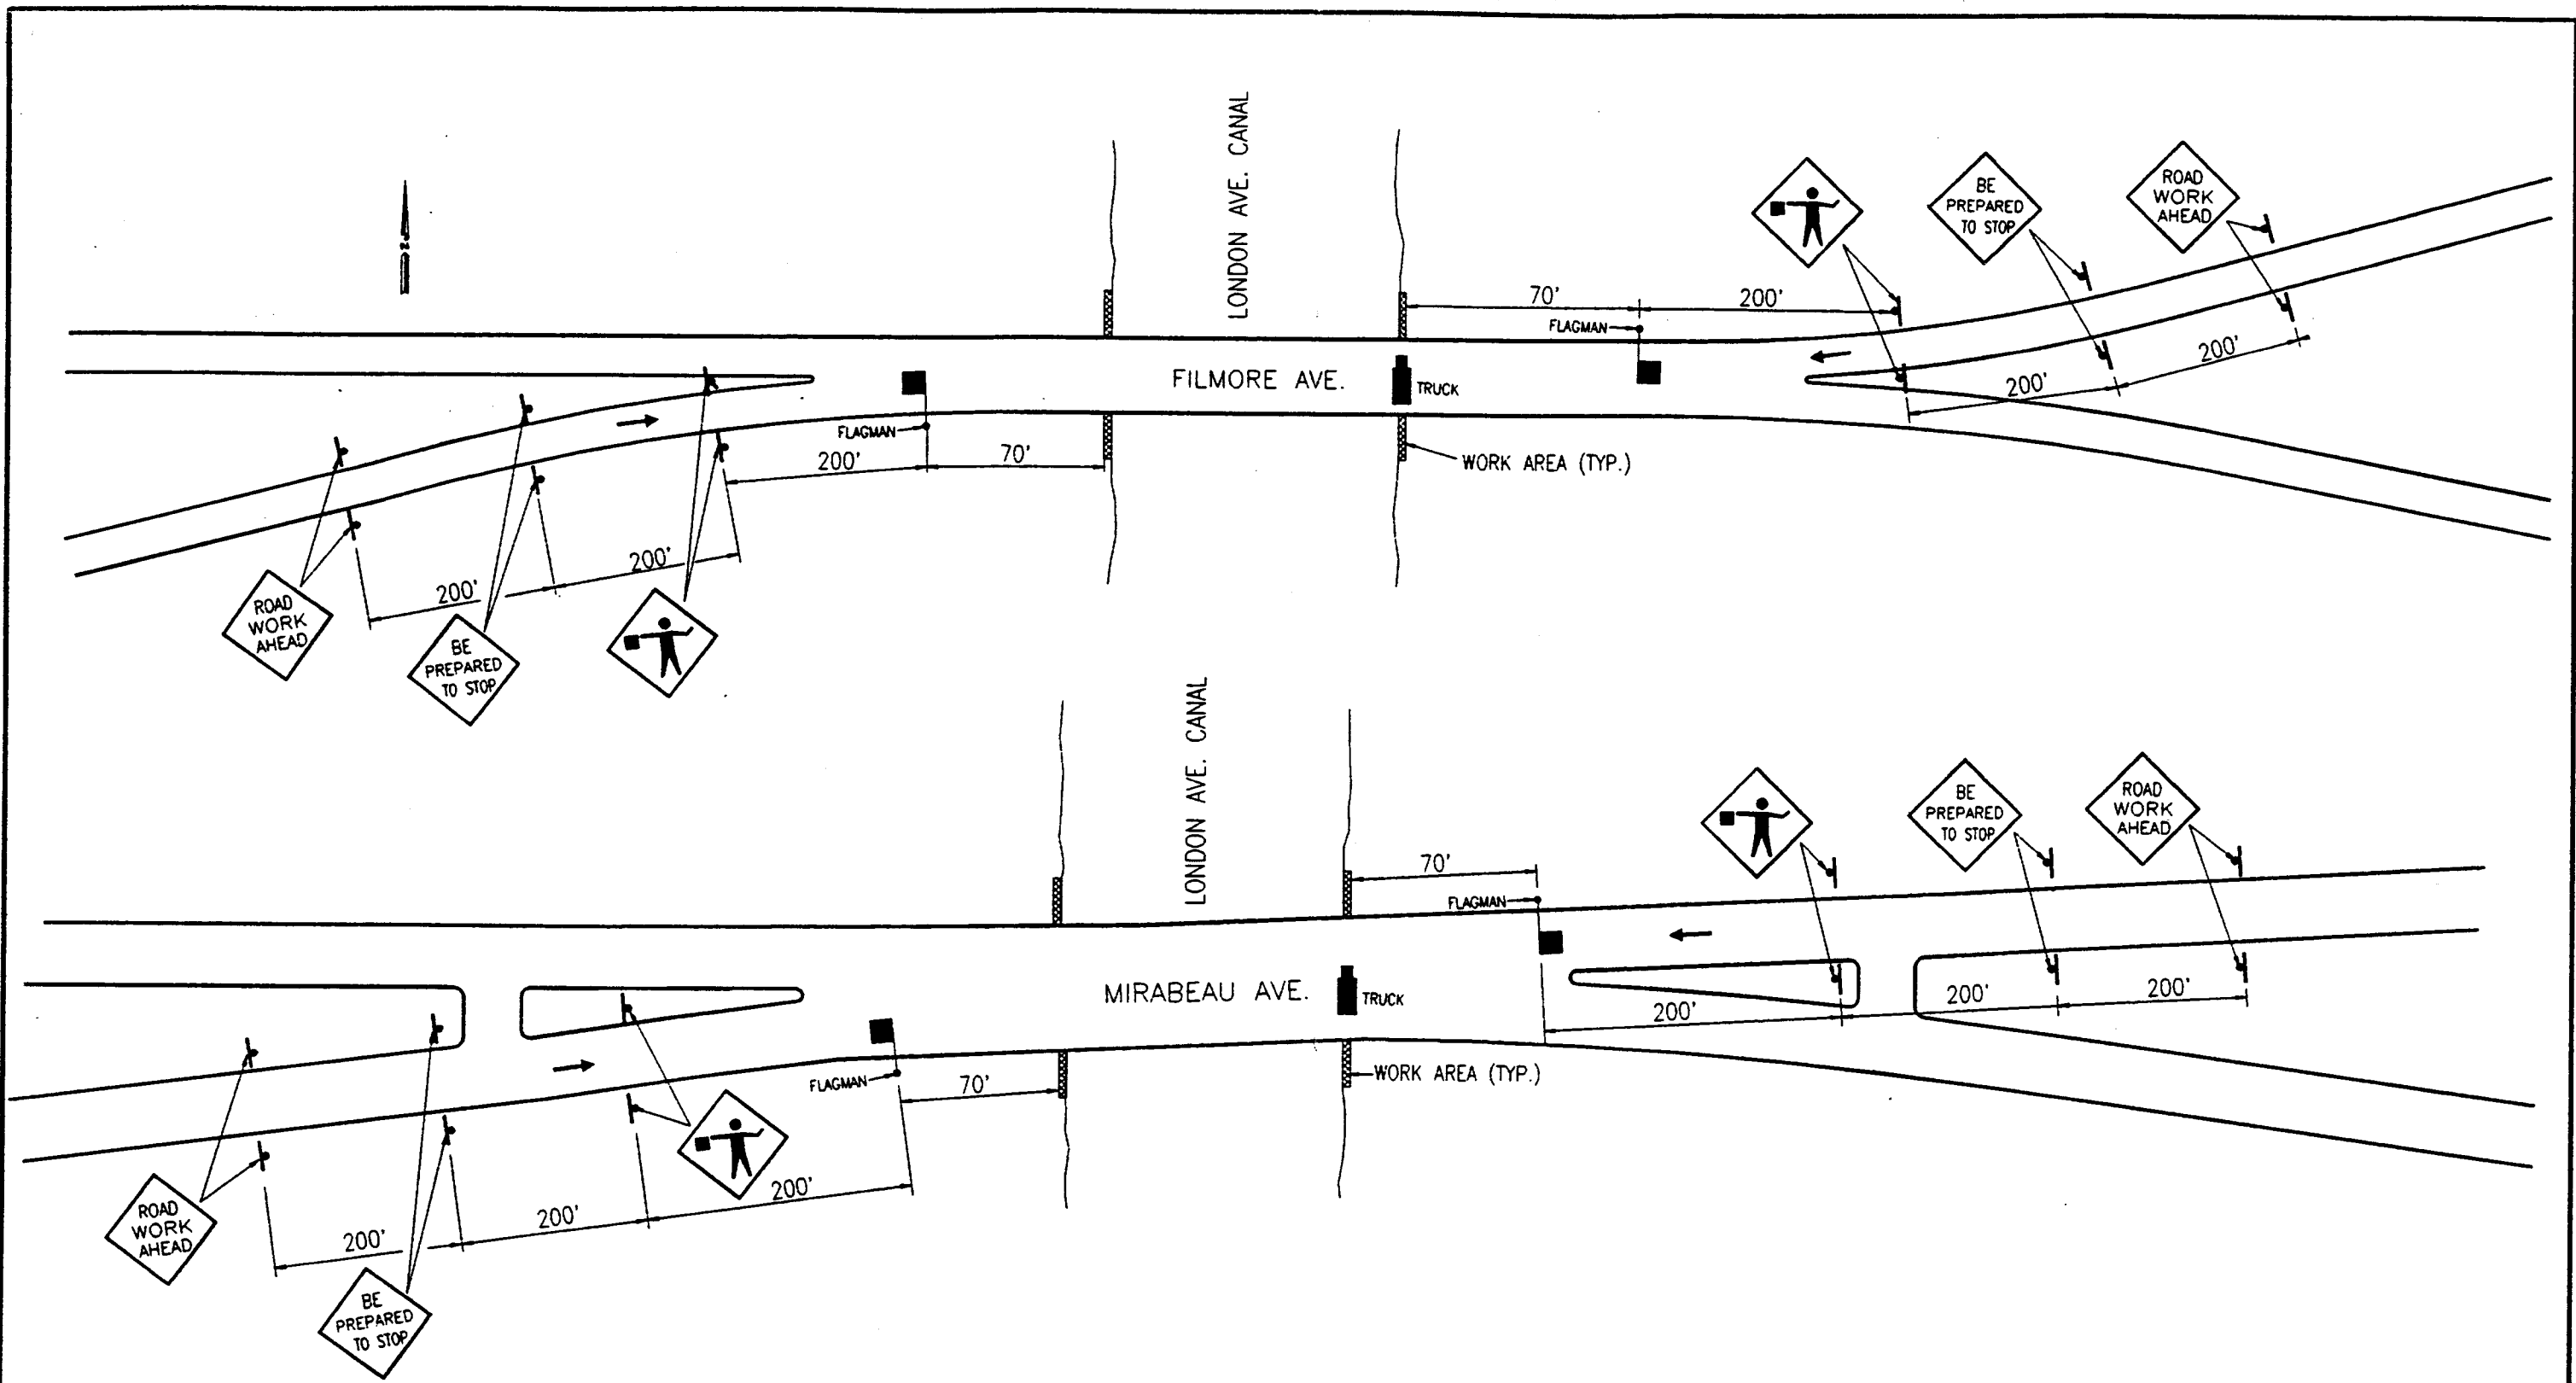 LONDON AVE. CANAL
N
ROAD
WORK
AHEAD
BE
PREPARED
TO STOP
70'
200'
FLAGMAN
200'
200'
FILMORE AVE.
TRUCK
FLAGMAN
200'
70'
WORK AREA (TYP.)
200'
200'
ROAD
WORK
AHEAD
BE
PREPARED
TO STOP
LONDON AVE. CANAL
BE
PREPARED
TO STOP
ROAD
WORK
AHEAD
70'
FLAGMAN
MIRABEAU AVE.
TRUCK
200'
200'
200'
FLAGMAN
70'
WORK AREA (TYP.)
200'
200'
200'
ROAD
WORK
AHEAD
BE
PREPARED
TO STOP